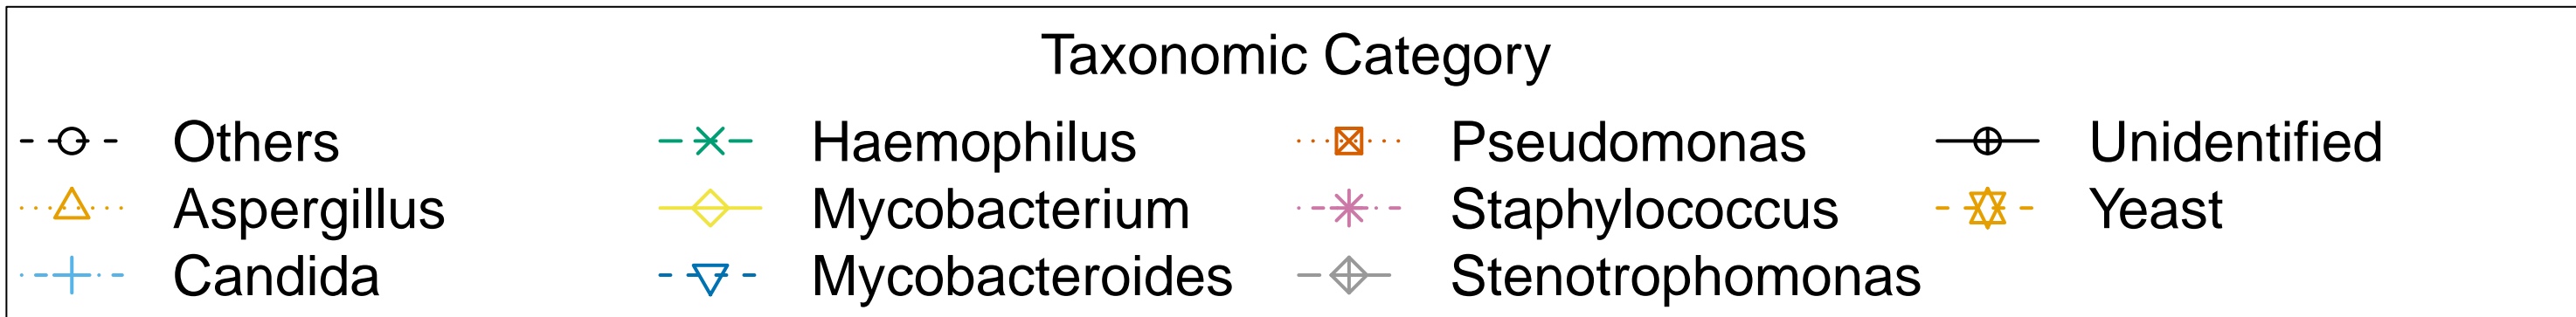 Taxonomic Category
Others
Haemophilus
Pseudomonas
Unidentified
Aspergillus
Mycobacterium
Staphylococcus
Yeast
Candida
Mycobacteroides
Stenotrophomonas